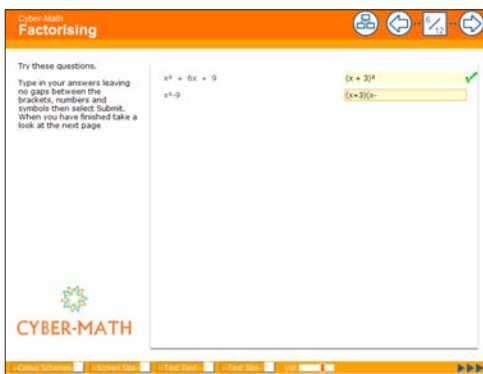 Cyber-Math
Factorising
6/12
Try these questions.
Type in your answers leaving
no gaps between the
brackets, numbers and
symbols then select Submit.
When you have finished take a
look at the next page
x² + 6x + 9
(x + 3)²
x²-9
(x+3)(x-
CYBER-MATH
--Colour Schemes--
--Screen Size--
--Text Font--
--Text Size--
Vol